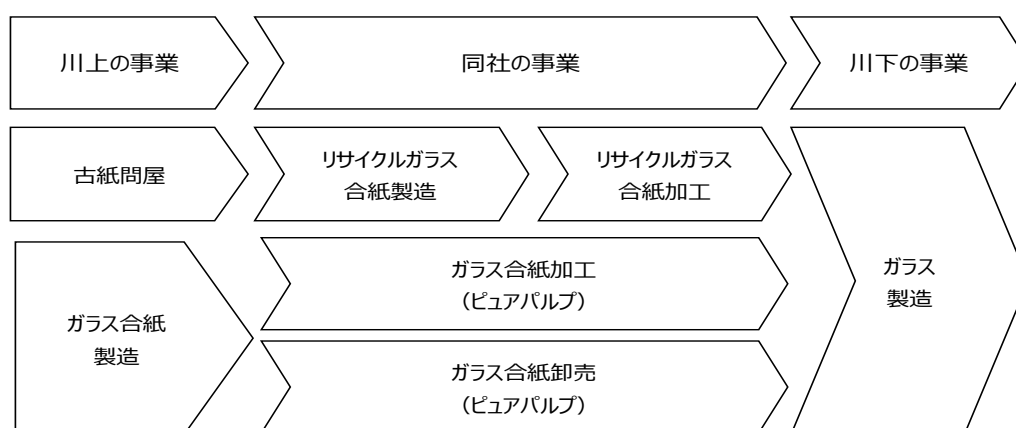 川上の事業
同社の事業
川下の事業
古紙問屋
リサイクルガラス
合紙製造
リサイクルガラス
合紙加工
ガラス合紙
製造
ガラス合紙加工
（ピュアパルプ）
ガラス合紙卸売
（ピュアパルプ）
ガラス
製造